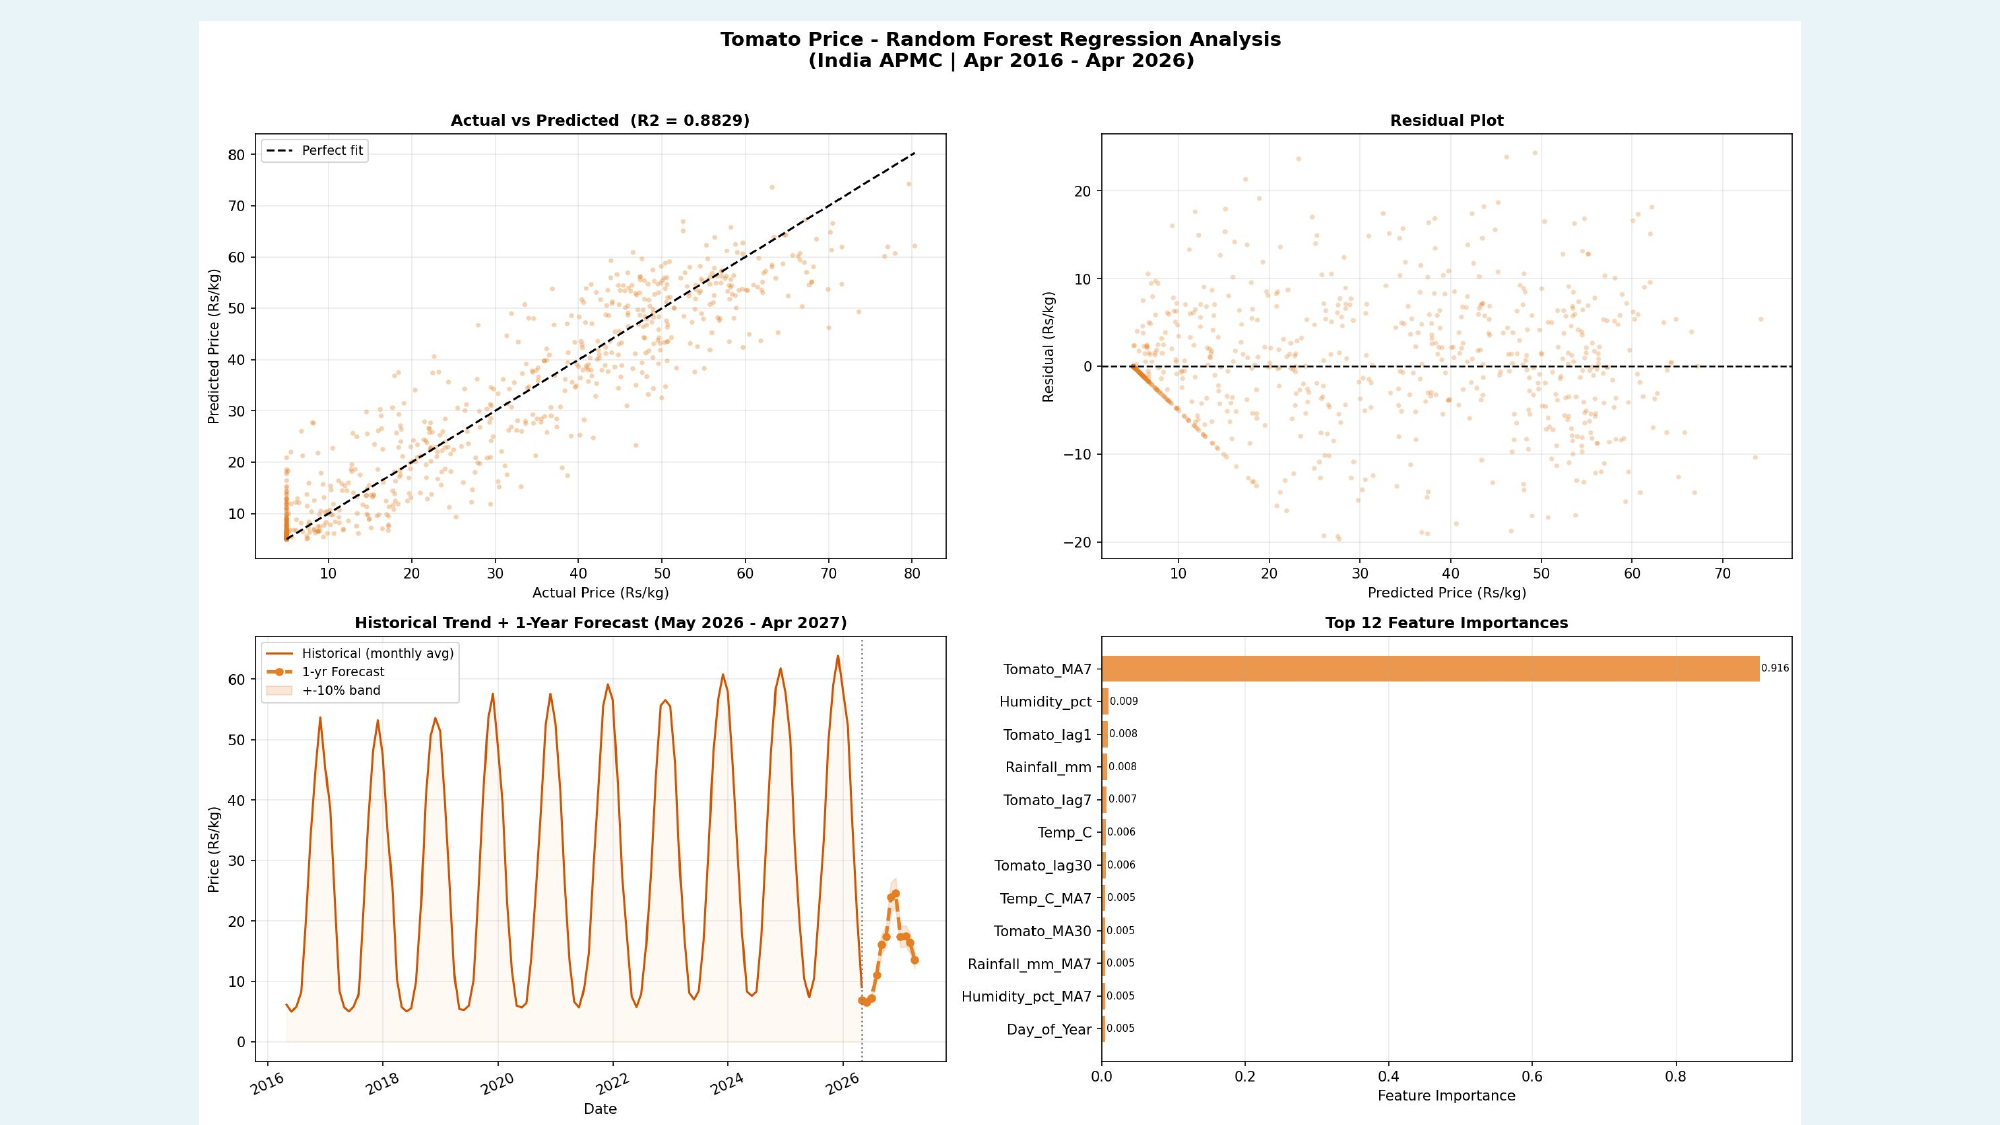 Tomato Price - Random Forest Regression Analysis
(India APMC | Apr 2016 - Apr 2026)
Actual vs Predicted (R2 = 0.8829)
Perfect fit
80
70
60
50
40
30
20
10
Predicted Price (Rs/kg)
10 20 30 40 50 60 70 80
Actual Price (Rs/kg)
Residual Plot
20
10
0
−10
−20
Residual (Rs/kg)
10 20 30 40 50 60 70
Predicted Price (Rs/kg)
Historical Trend + 1-Year Forecast (May 2026 - Apr 2027)
Historical (monthly avg)
1-yr Forecast
+-10% band
60
50
40
30
20
10
0
Price (Rs/kg)
2016 2018 2020 2022 2024 2026
Date
Top 12 Feature Importances
Tomato_MA7 0.916
Humidity_pct 0.009
Tomato_lag1 0.008
Rainfall_mm 0.008
Tomato_lag7 0.007
Temp_C 0.006
Tomato_lag30 0.006
Temp_C_MA7 0.005
Tomato_MA30 0.005
Rainfall_mm_MA7 0.005
Humidity_pct_MA7 0.005
Day_of_Year 0.005
0.0 0.2 0.4 0.6 0.8
Feature Importance